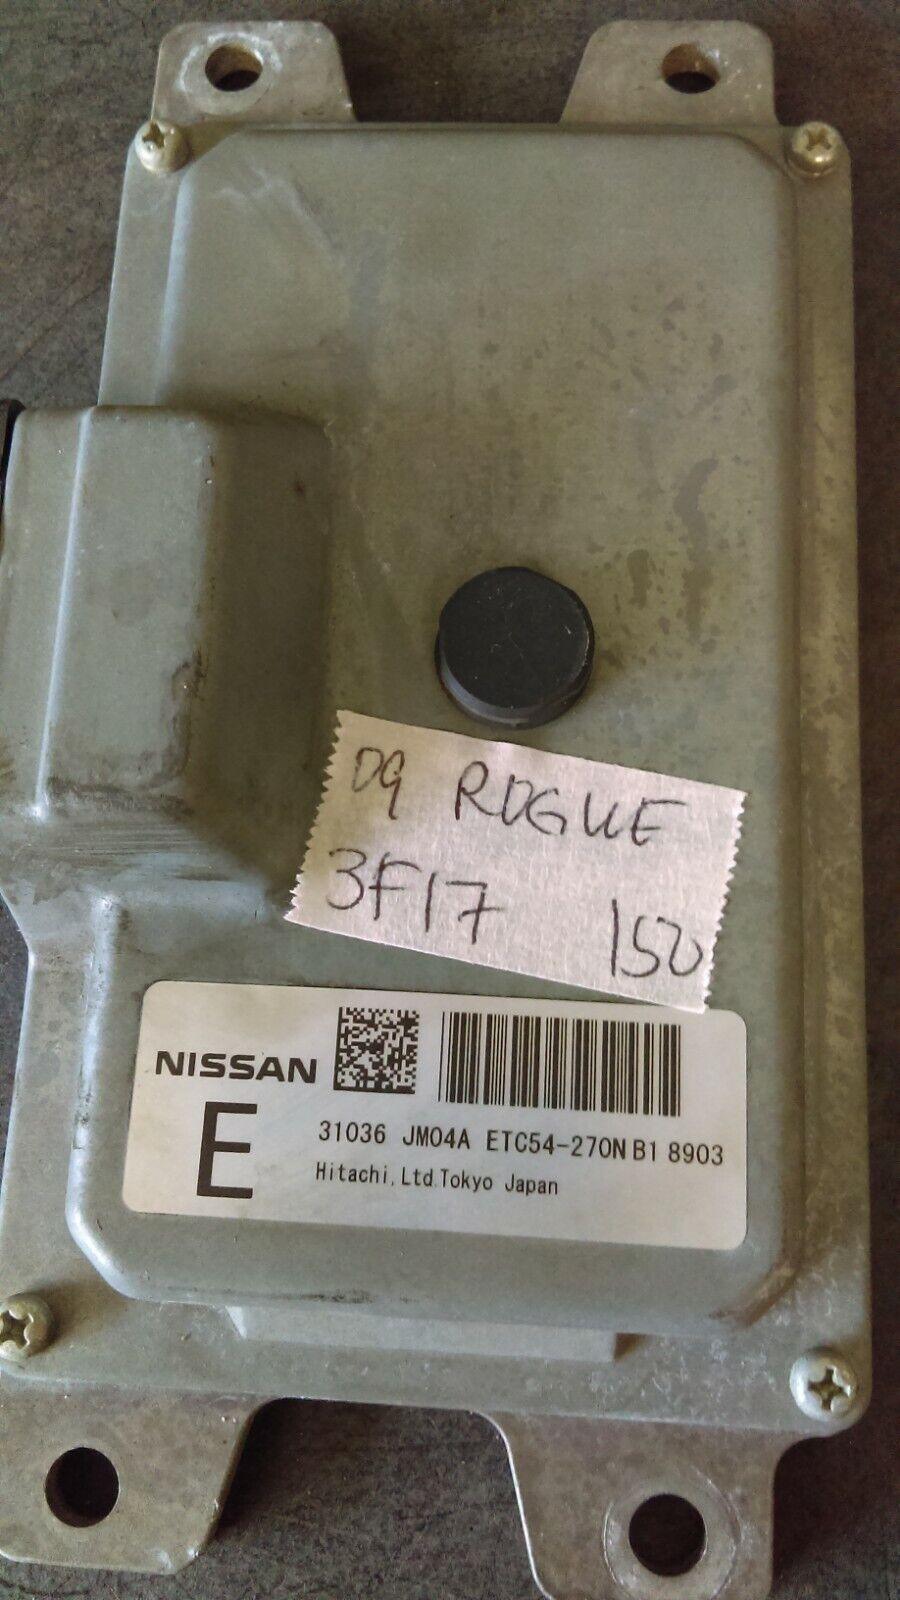 09 ROGUE
3F17 150
NISSAN
E
31036 JM04A ETC54-270N B1 8903
Hitachi, Ltd. Tokyo Japan